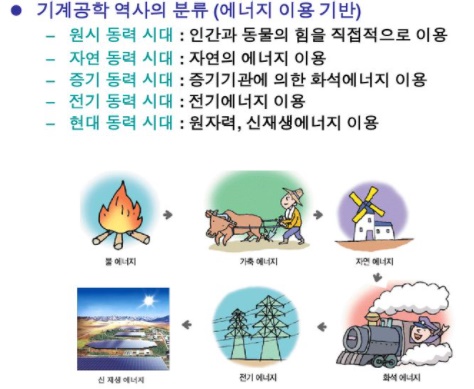 ● 기계공학 역사의 분류 (에너지 이용 기반)
– 원시 동력 시대 : 인간과 동물의 힘을 직접적으로 이용
– 자연 동력 시대 : 자연의 에너지 이용
– 증기 동력 시대 : 증기기관에 의한 화석에너지 이용
– 전기 동력 시대 : 전기에너지 이용
– 현대 동력 시대 : 원자력, 신재생에너지 이용
불 에너지
가축 에너지
자연 에너지
신 재생 에너지
전기 에너지
화석 에너지